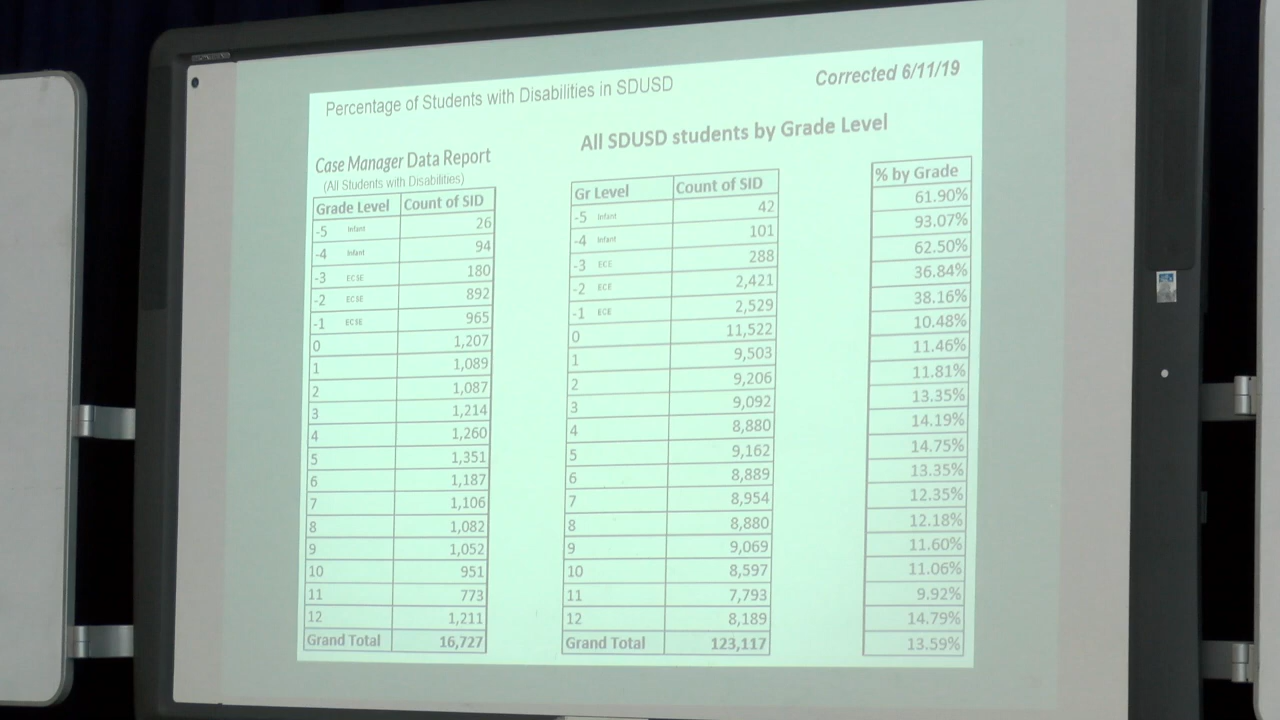 Percentage of Students with Disabilities in SDUSD
Corrected 6/11/19
All SDUSD students by Grade Level
Case Manager Data Report
(All Students with Disabilities)
Grade Level Count of SID
-5 Infant 26
-4 Infant 94
-3 ECSE 180
-2 ECSE 892
-1 ECSE 965
0 1,207
1 1,089
2 1,087
3 1,214
4 1,260
5 1,351
6 1,187
7 1,106
8 1,082
9 1,052
10 951
11 773
12 1,211
Grand Total 16,727
Gr Level Count of SID
-5 Infant 42
-4 Infant 101
-3 ECE 288
-2 ECE 2,421
-1 ECE 2,529
0 11,522
1 9,503
2 9,206
3 9,092
4 8,880
5 9,162
6 8,889
7 8,954
8 8,880
9 9,069
10 8,597
11 7,793
12 8,189
Grand Total 123,117
% by Grade
61.90%
93.07%
62.50%
36.84%
38.16%
10.48%
11.46%
11.81%
13.35%
14.19%
14.75%
13.35%
12.35%
12.18%
11.60%
11.06%
9.92%
14.79%
13.59%